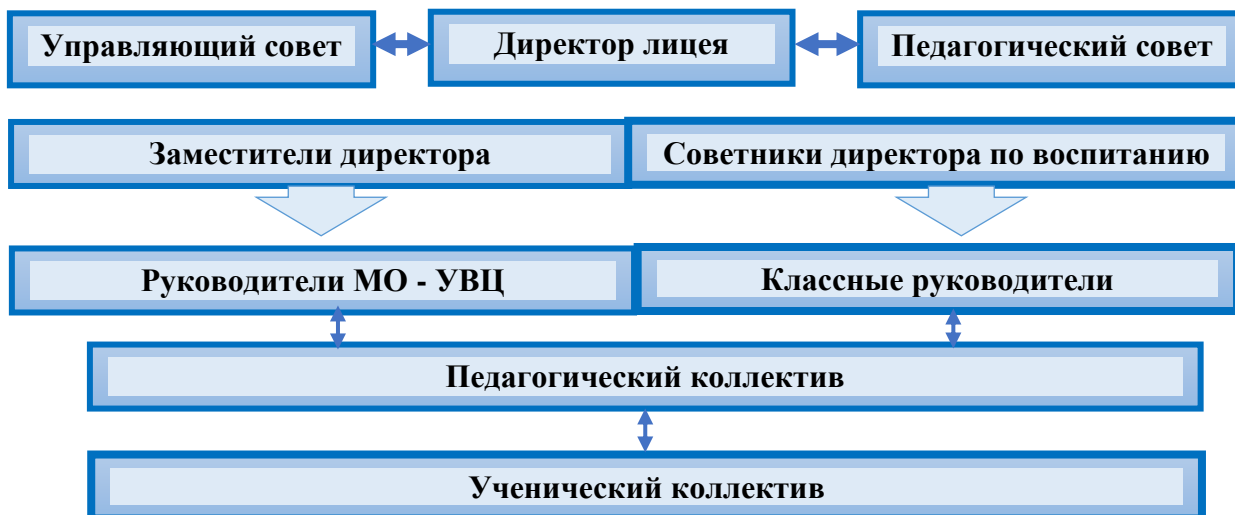 Управляющий совет
Директор лицея
Педагогический совет
Заместители директора
Советники директора по воспитанию
Руководители МО - УВЦ
Классные руководители
Педагогический коллектив
Ученический коллектив